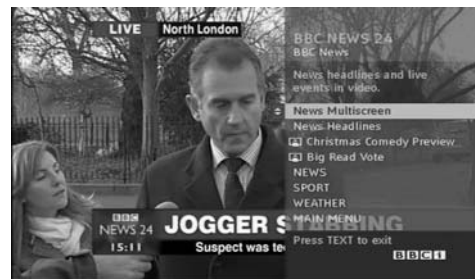 LIVE North London
BBC NEWS 24
BBC News
News headlines and live
events in video.
News Multiscreen
News Headlines
Christmas Comedy Preview
Big Read Vote
NEWS
SPORT
WEATHER
MAIN MENU
Press TEXT to exit
BBC 1
BBC
NEWS 24
15:11
JOGGER STABBING
Suspect was